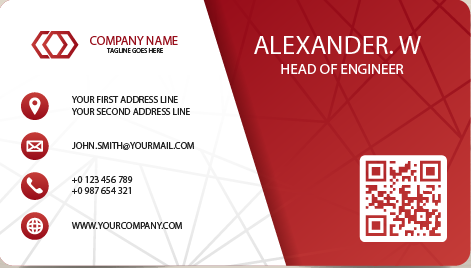 COMPANY NAME
TAGLINE GOES HERE
YOUR FIRST ADDRESS LINE
YOUR SECOND ADDRESS LINE
JOHN.SMITH@YOURMAIL.COM
+0 123 456 789
+0 987 654 321
WWW.YOURCOMPANY.COM
ALEXANDER. W
HEAD OF ENGINEER